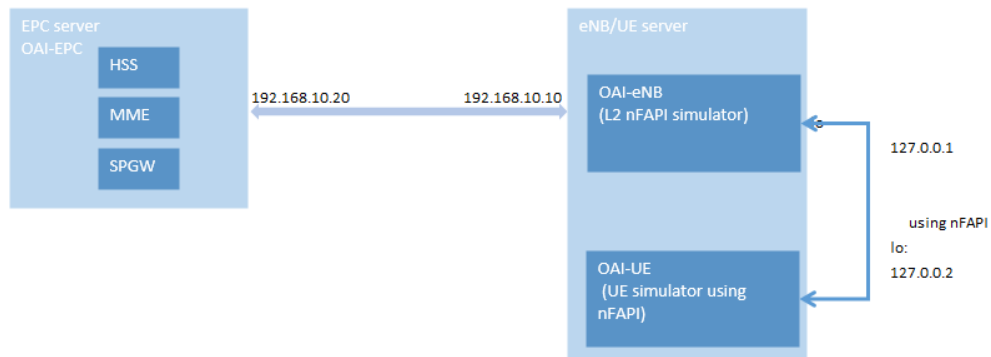 EPC server
OAI-EPC
HSS
MME
SPGW
192.168.10.20
192.168.10.10
eNB/UE server
OAI-eNB
(L2 nFAPI simulator)
127.0.0.1
using nFAPI
lo:
127.0.0.2
OAI-UE
(UE simulator using
nFAPI)